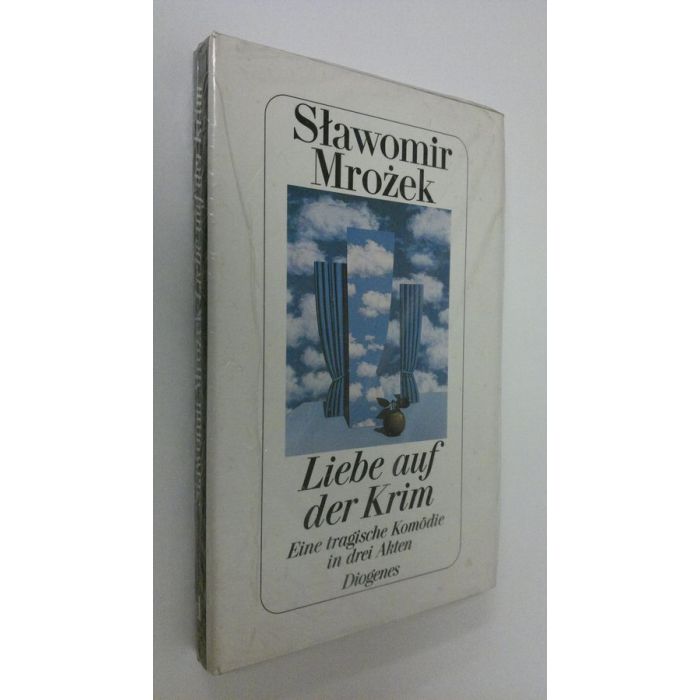 Sławomir
Mrożek
Liebe auf
der Krim
Eine tragische Komödie
in drei Akten
Diogenes